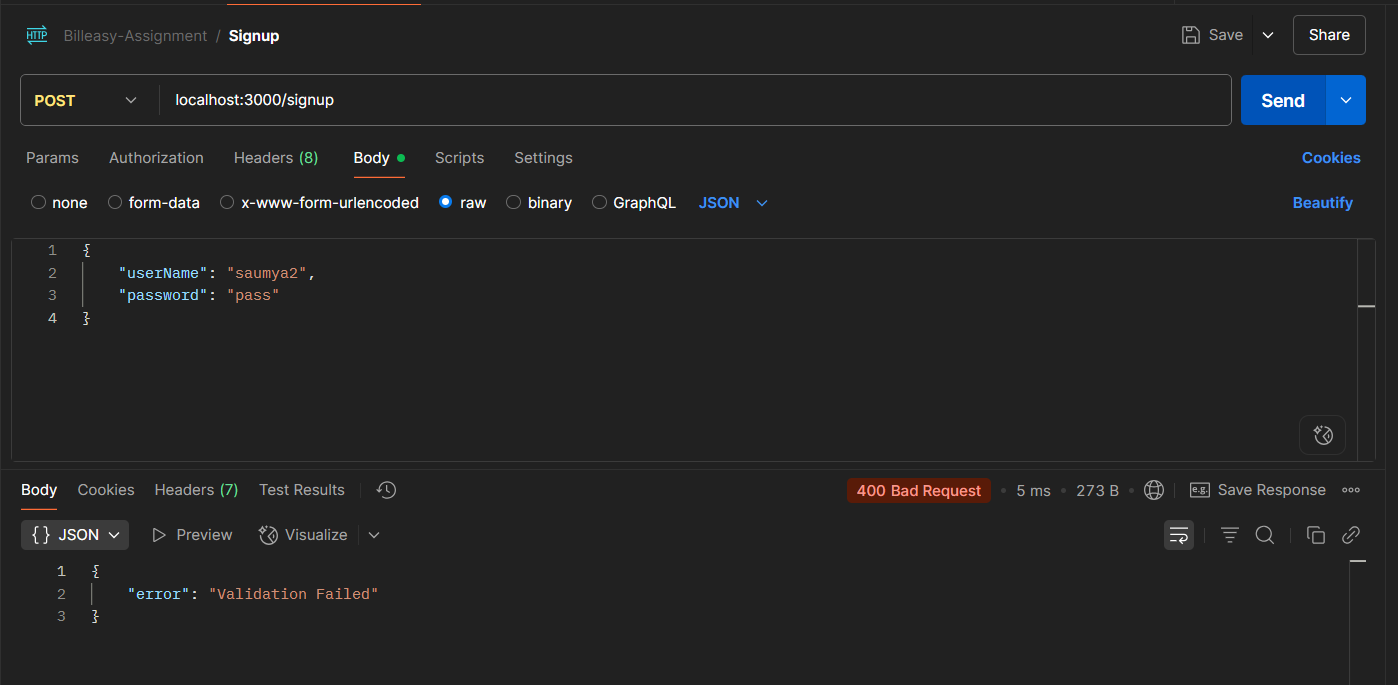 HTTP Billeasy-Assignment / Signup Save Share
POST localhost:3000/signup Send
Params Authorization Headers (8) Body Scripts Settings Cookies
none form-data x-www-form-urlencoded raw binary GraphQL JSON Beautify
1 {
2 "userName": "saumya2",
3 "password": "pass"
4 }
Body Cookies Headers (7) Test Results 400 Bad Request 5 ms 273 B e.g. Save Response
{ } JSON Preview Visualize
1 {
2 "error": "Validation Failed"
3 }